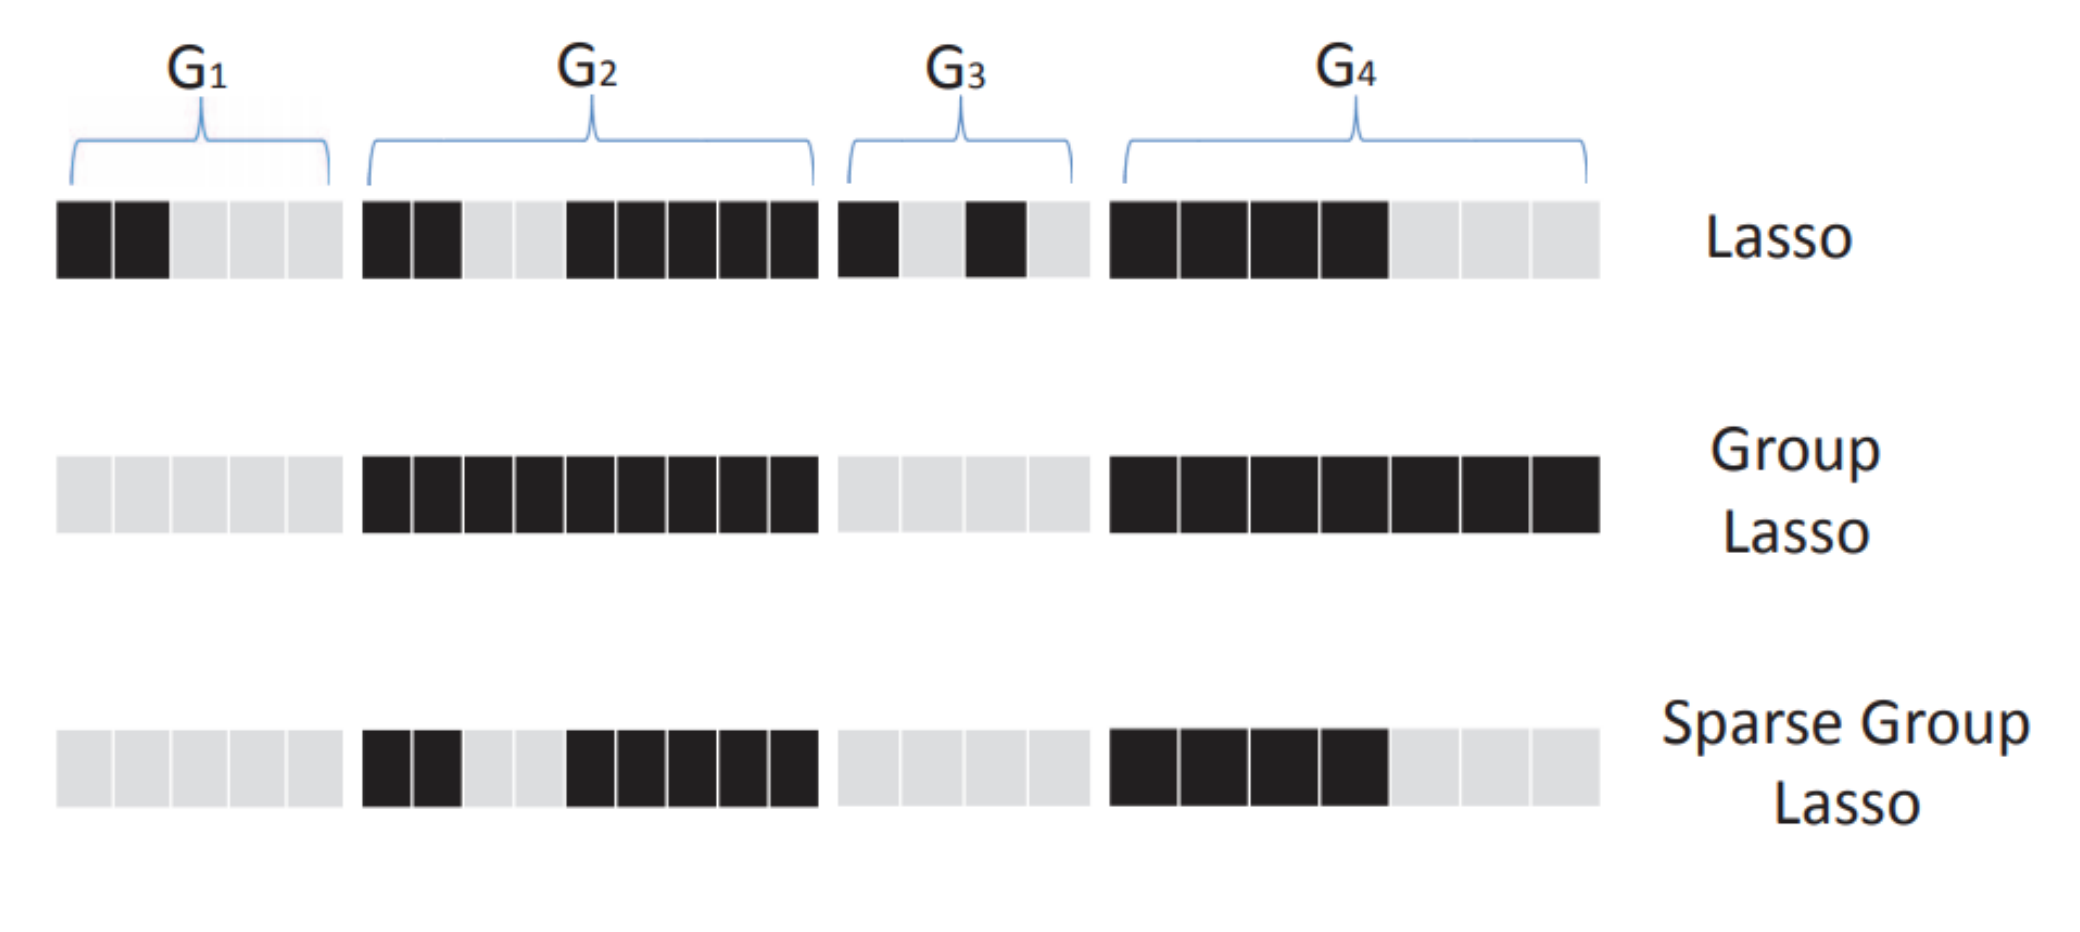 G1 G2 G3 G4
Lasso
Group
Lasso
Sparse Group
Lasso